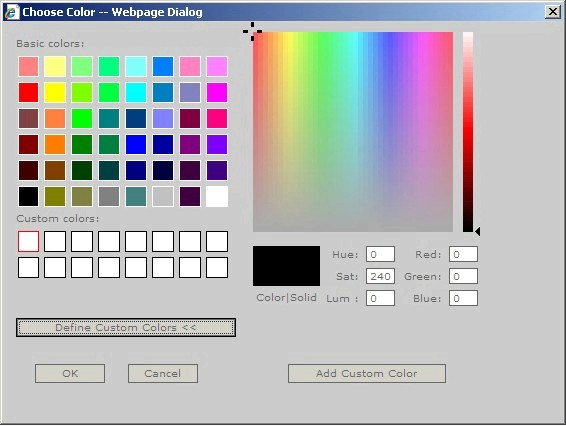 Choose Color -- Webpage Dialog
Basic colors:
Custom colors:
Define Custom Colors <<
OK
Cancel
Color|Solid
Hue: 0
Sat: 240
Lum : 0
Red: 0
Green: 0
Blue: 0
Add Custom Color